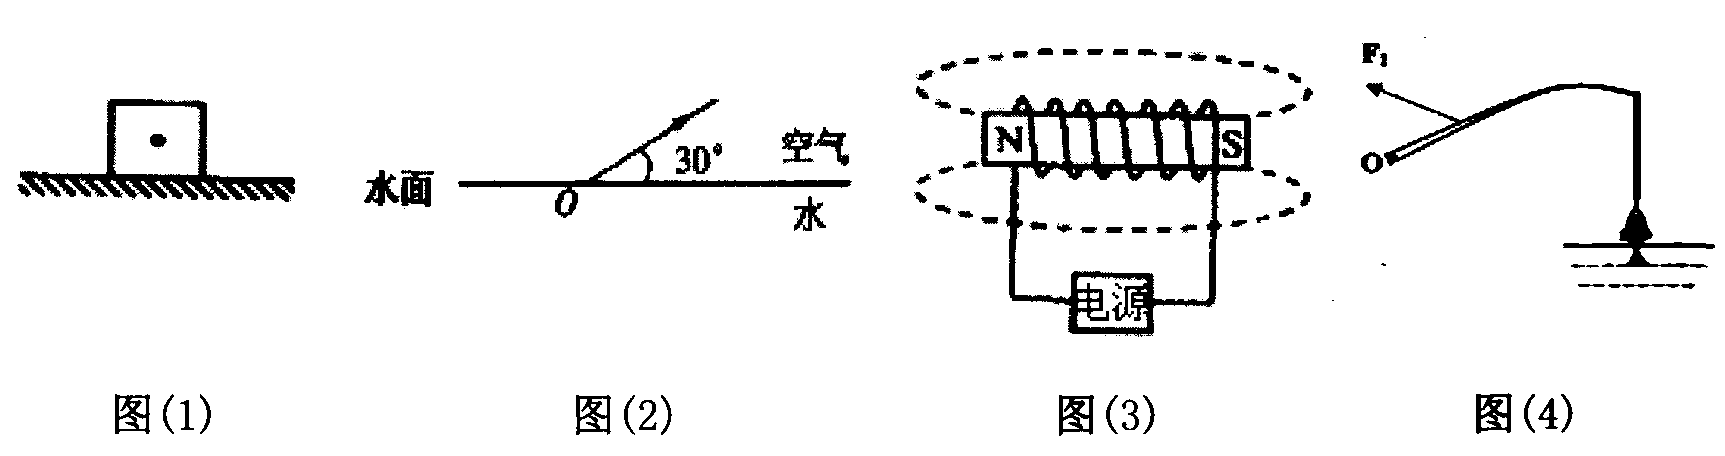 水面
O
30°
空气
水
N
S
电源
F₁
O
图(1)
图(2)
图(3)
图(4)